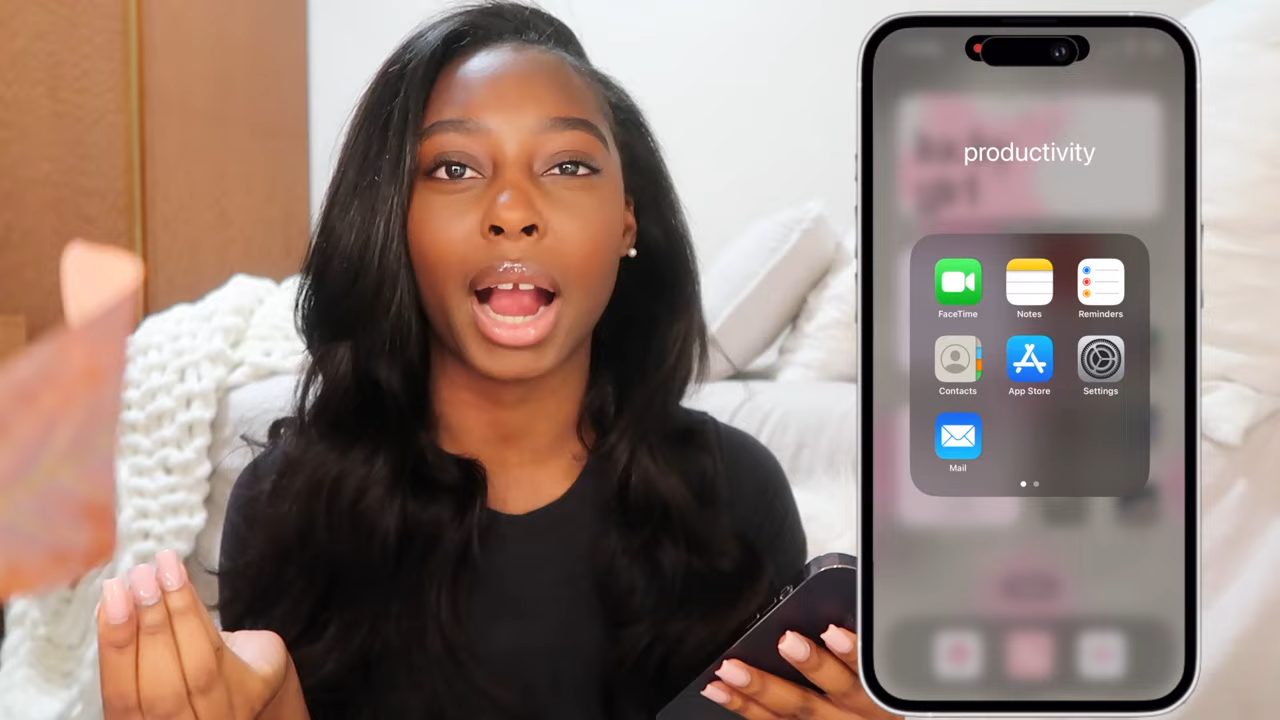 productivity
FaceTime
Notes
Reminders
Contacts
App Store
Settings
Mail